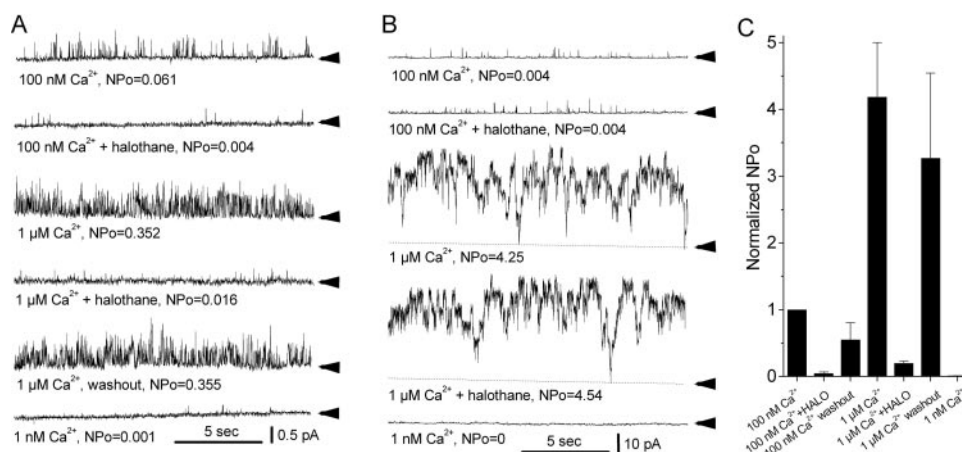 A
100 nM Ca²⁺, NPo=0.061
100 nM Ca²⁺ + halothane, NPo=0.004
1 µM Ca²⁺, NPo=0.352
1 µM Ca²⁺ + halothane, NPo=0.016
1 µM Ca²⁺, washout, NPo=0.355
1 nM Ca²⁺, NPo=0.001
5 sec
0.5 pA
B
100 nM Ca²⁺, NPo=0.004
100 nM Ca²⁺ + halothane, NPo=0.004
1 µM Ca²⁺, NPo=4.25
1 µM Ca²⁺ + halothane, NPo=4.54
1 nM Ca²⁺, NPo=0
5 sec
10 pA
C
Normalized NPo
5
4
3
2
1
0
100 nM Ca²⁺
100 nM Ca²⁺+HALO
100 nM Ca²⁺ washout
1 µM Ca²⁺
1 µM Ca²⁺+HALO
1 µM Ca²⁺ washout
1 nM Ca²⁺